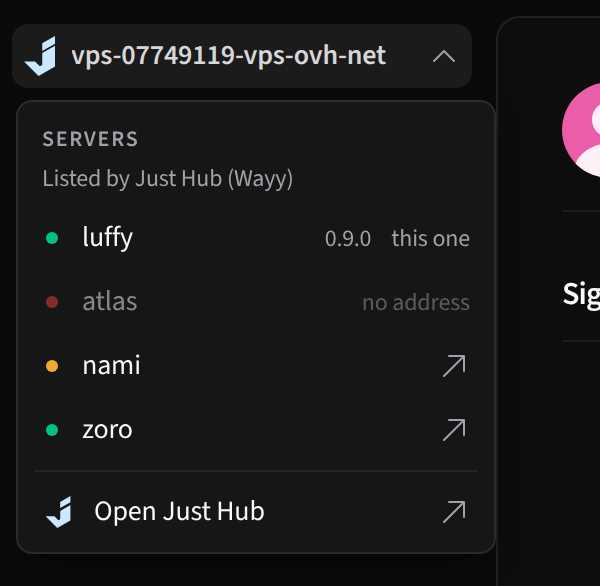 vps-07749119-vps-ovh-net
SERVERS
Listed by Just Hub (Wayy)
luffy 0.9.0 this one
atlas no address
nami
zoro
Open Just Hub
Sig